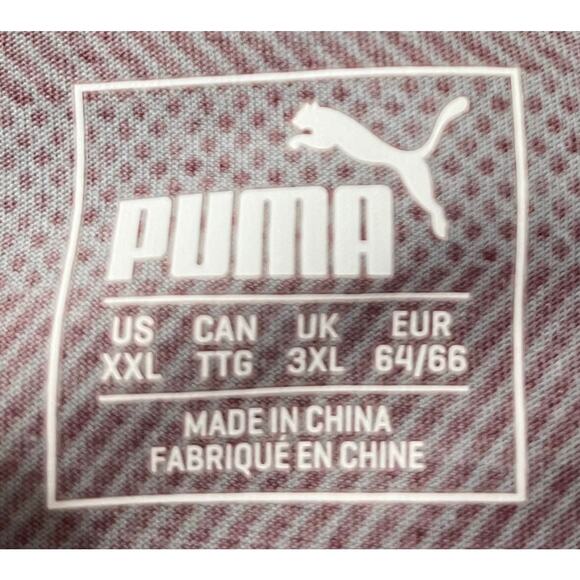 PUMA
US CAN UK EUR
XXL TTG 3XL 64/66
MADE IN CHINA
FABRIQUÉ EN CHINE